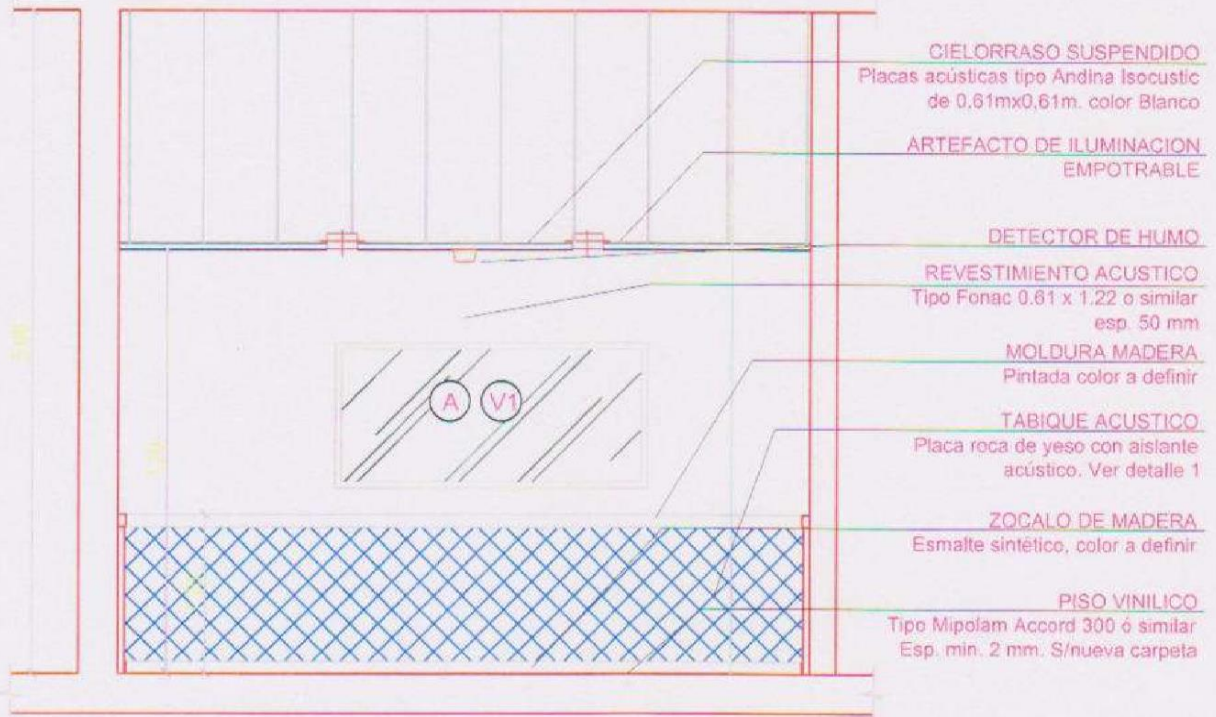 CIELORRASO SUSPENDIDO
Placas acústicas tipo Andina Isocustic
de 0,61mx0,61m. color Blanco
ARTEFACTO DE ILUMINACION
EMPOTRABLE
DETECTOR DE HUMO
REVESTIMIENTO ACUSTICO
Tipo Fonac 0.61 x 1.22 o similar
esp. 50 mm
MOLDURA MADERA
Pintada color a definir
A V1
TABIQUE ACUSTICO
Placa roca de yeso con aislante
acústico. Ver detalle 1
ZOCALO DE MADERA
Esmalte sintético, color a definir
PISO VINILICO
Tipo Mipolam Accord 300 ó similar
Esp. min. 2 mm. S/nueva carpeta